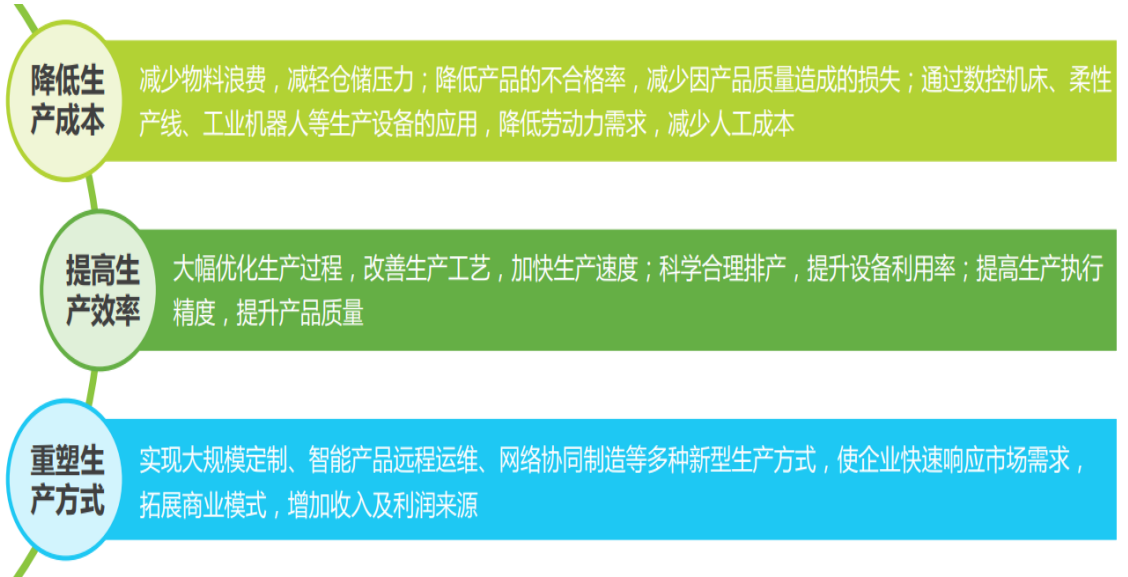 降低生
产成本
减少物料浪费，减轻仓储压力；降低产品的不合格率，减少因产品质量造成的损失；通过数控机床、柔性
产线、工业机器人等生产设备的应用，降低劳动力需求，减少人工成本
提高生
产效率
大幅优化生产过程，改善生产工艺，加快生产速度；科学合理排产，提升设备利用率；提高生产执行
精度，提升产品质量
重塑生
产方式
实现大规模定制、智能产品远程运维、网络协同制造等多种新型生产方式，使企业快速响应市场需求，
拓展商业模式，增加收入及利润来源